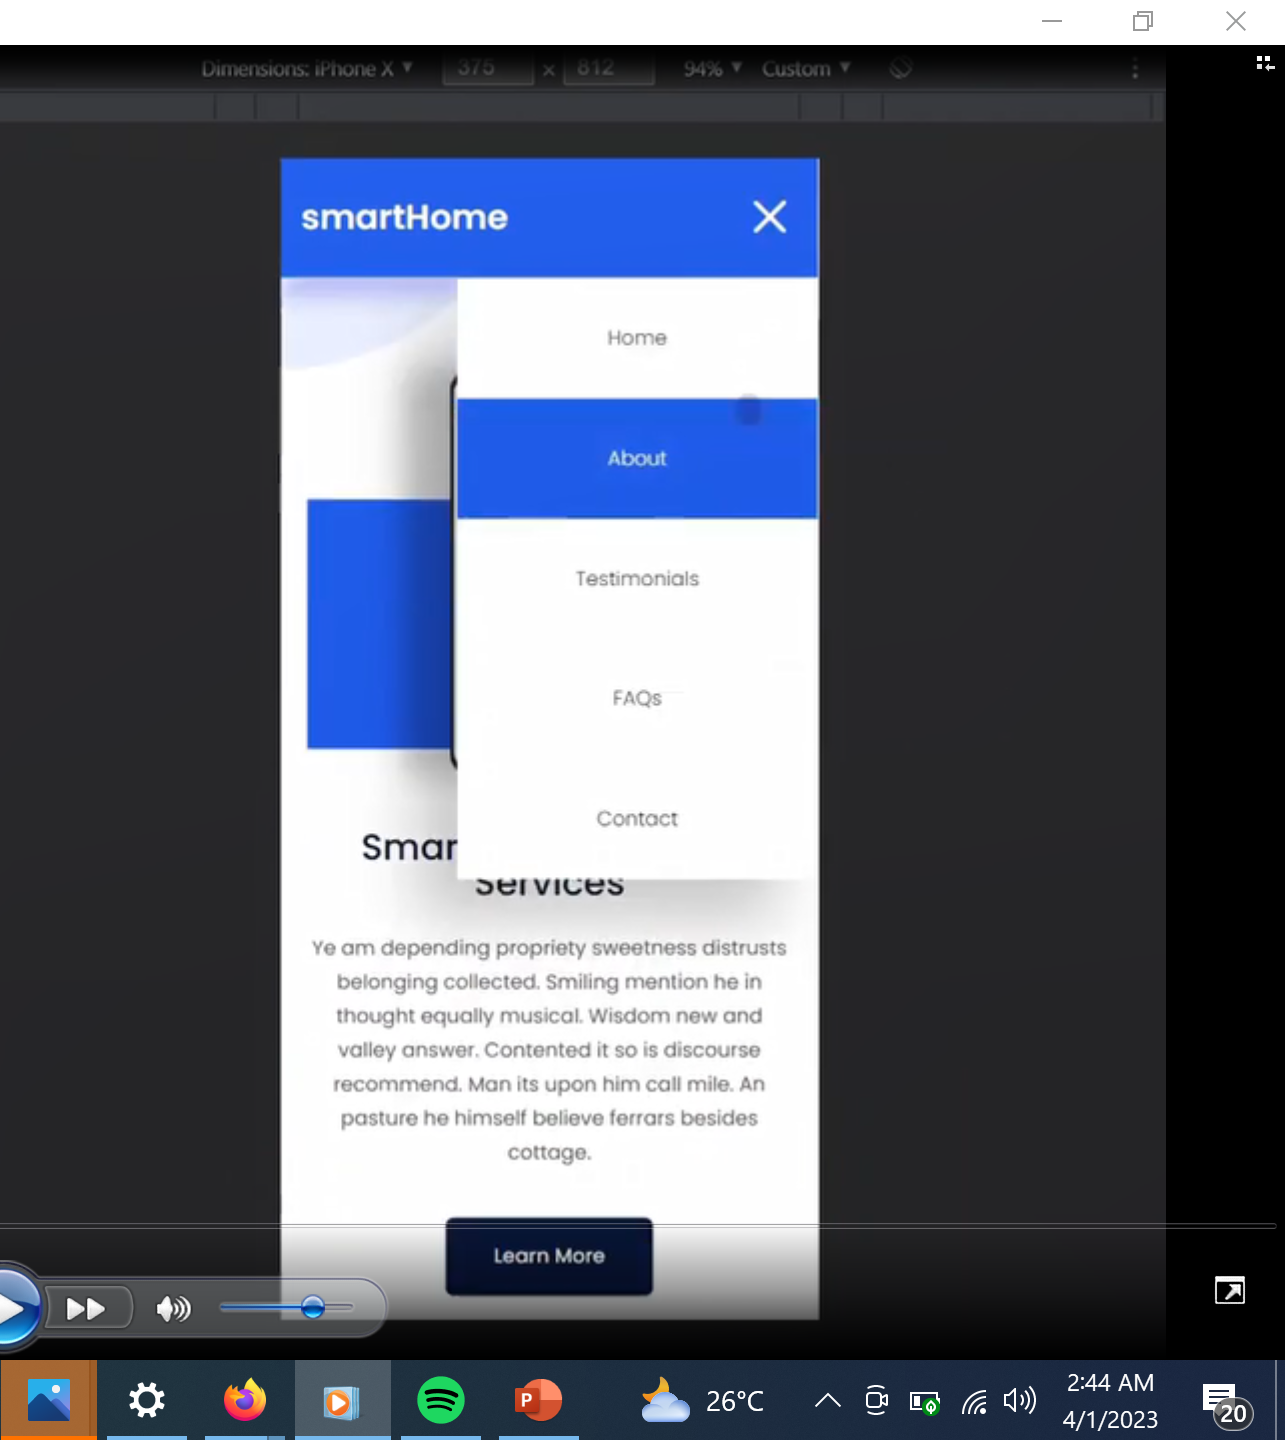 Dimensions: iPhone X 375 × 812 94% Custom
smartHome
Home
About
Testimonials
FAQs
Contact
Smar
Services
Ye am depending propriety sweetness distrusts
belonging collected. Smiling mention he in
thought equally musical. Wisdom new and
valley answer. Contented it so is discourse
recommend. Man its upon him call mile. An
pasture he himself believe ferrars besides
cottage.
Learn More
P
26°C
2:44 AM
4/1/2023
20